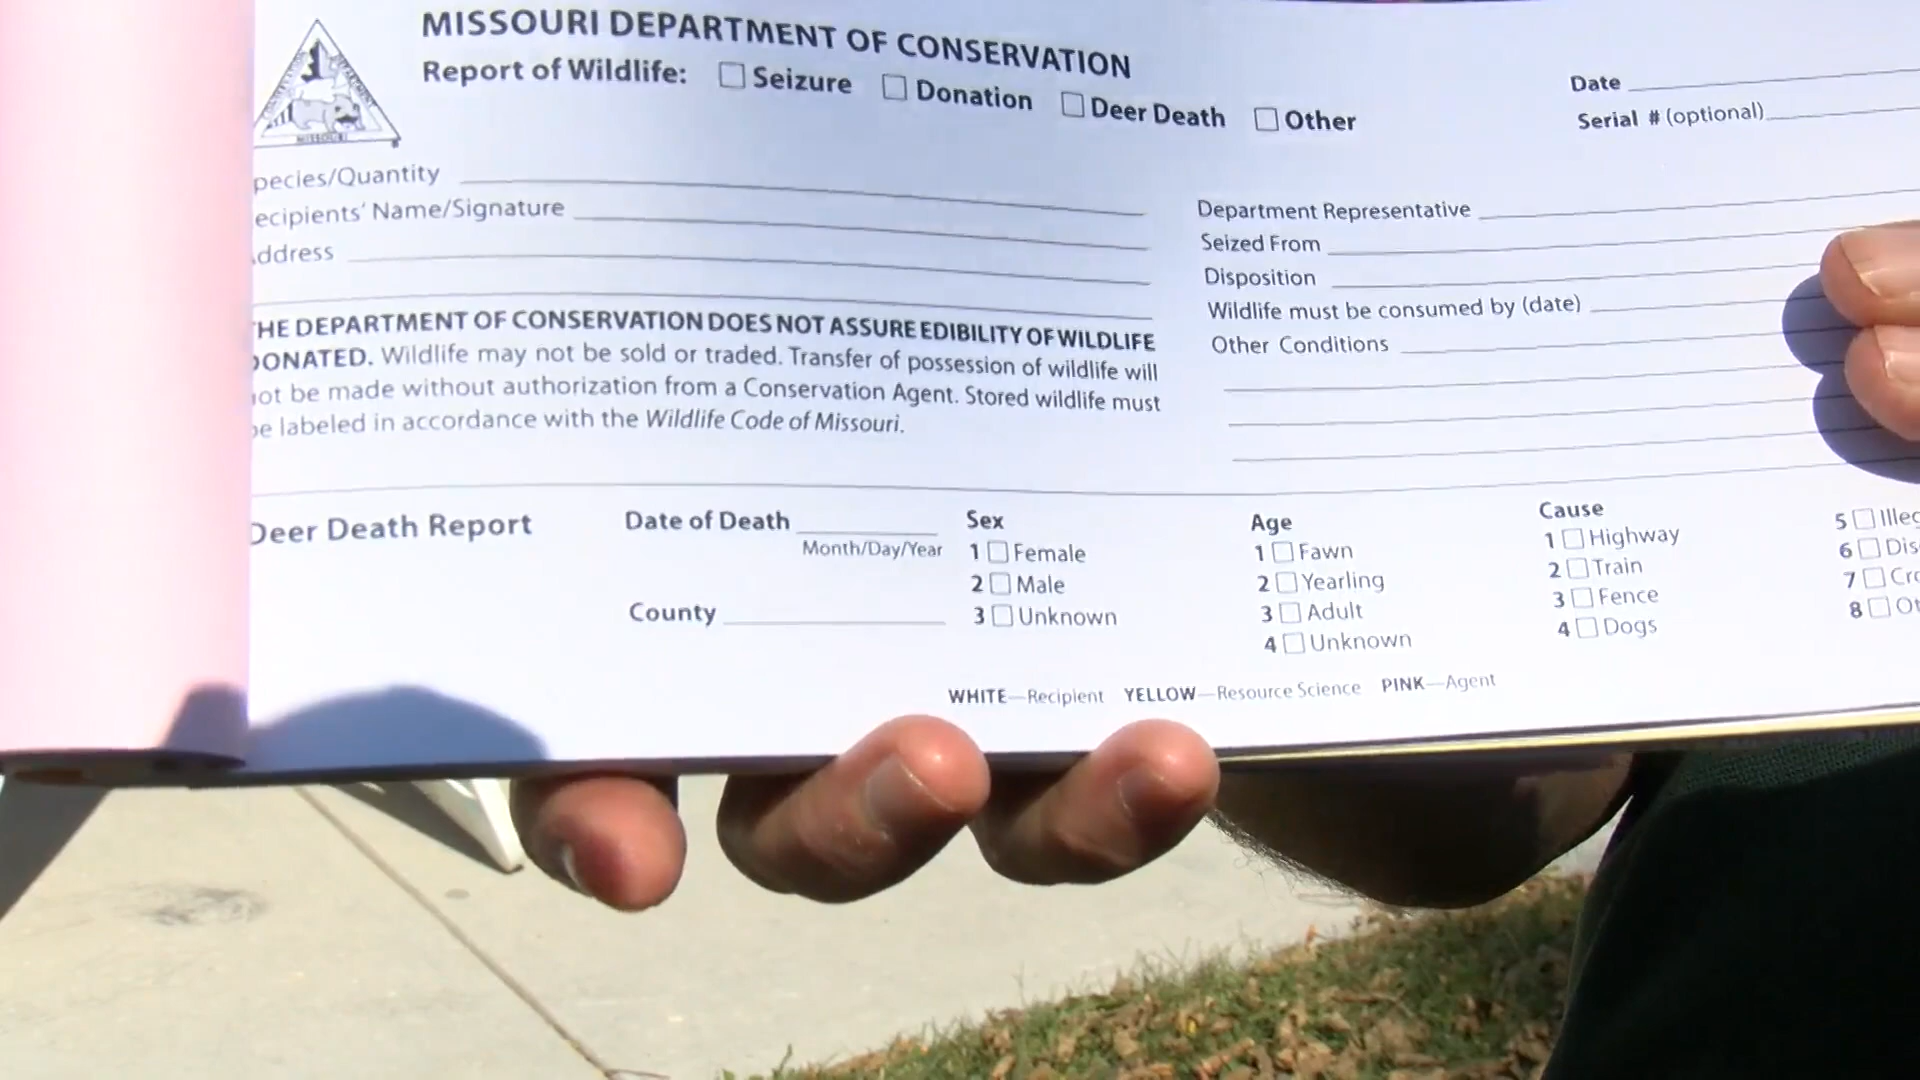 MISSOURI DEPARTMENT OF CONSERVATION
Report of Wildlife: Seizure Donation Deer Death Other
Date
Serial # (optional)
MISSOURI
pecies/Quantity
ecipients' Name/Signature
ddress
Department Representative
Seized From
Disposition
Wildlife must be consumed by (date)
Other Conditions
HE DEPARTMENT OF CONSERVATION DOES NOT ASSURE EDIBILITY OF WILDLIFE
ONATED. Wildlife may not be sold or traded. Transfer of possession of wildlife will
ot be made without authorization from a Conservation Agent. Stored wildlife must
e labeled in accordance with the Wildlife Code of Missouri.
Deer Death Report
Date of Death
Month/Day/Year
County
Sex
1 Female
2 Male
3 Unknown
Age
1 Fawn
2 Yearling
3 Adult
4 Unknown
Cause
1 Highway
2 Train
3 Fence
4 Dogs
5 Illeg
6 Dis
7 Cr
8 Ot
WHITE—Recipient YELLOW—Resource Science PINK—Agent